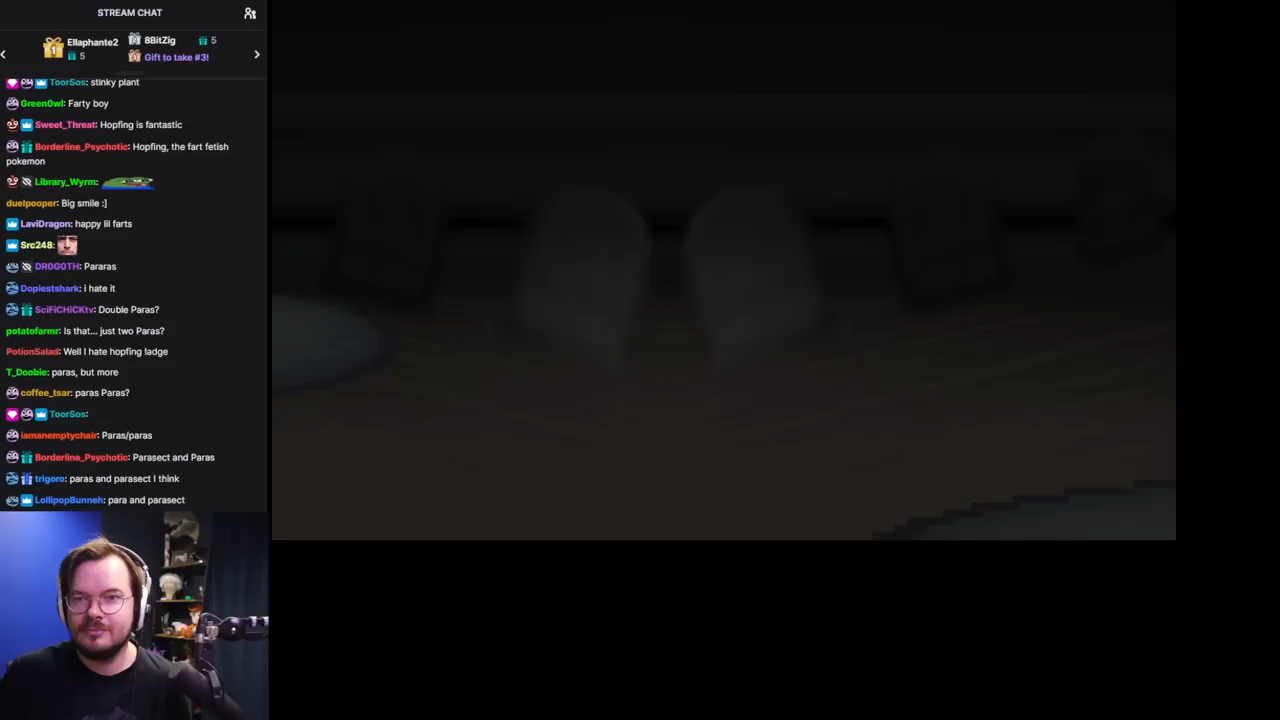 STREAM CHAT
Ellaphante2
5
8BitZig
5
Gift to take #3!
ToorSos: stinky plant
Green0wl: Farty boy
Sweet_Threat: Hopfing is fantastic
Borderline_Psychotic: Hopfing, the fart fetish
pokemon
Library_Wyrm:
duelpooper: Big smile :]
LaviDragon: happy lil farts
Src248:
DR0G0TH: Pararas
Dopiestshark: i hate it
SciFiCHiCKtv: Double Paras?
potatofarmr: Is that... just two Paras?
PotionSalad: Well I hate hopfing ladge
T_Doobie: paras, but more
coffee_tsar: paras Paras?
ToorSos:
iamanemptychair: Paras/paras
Borderline_Psychotic: Parasect and Paras
trigoro: paras and parasect I think
LollipopBunneh: para and parasect